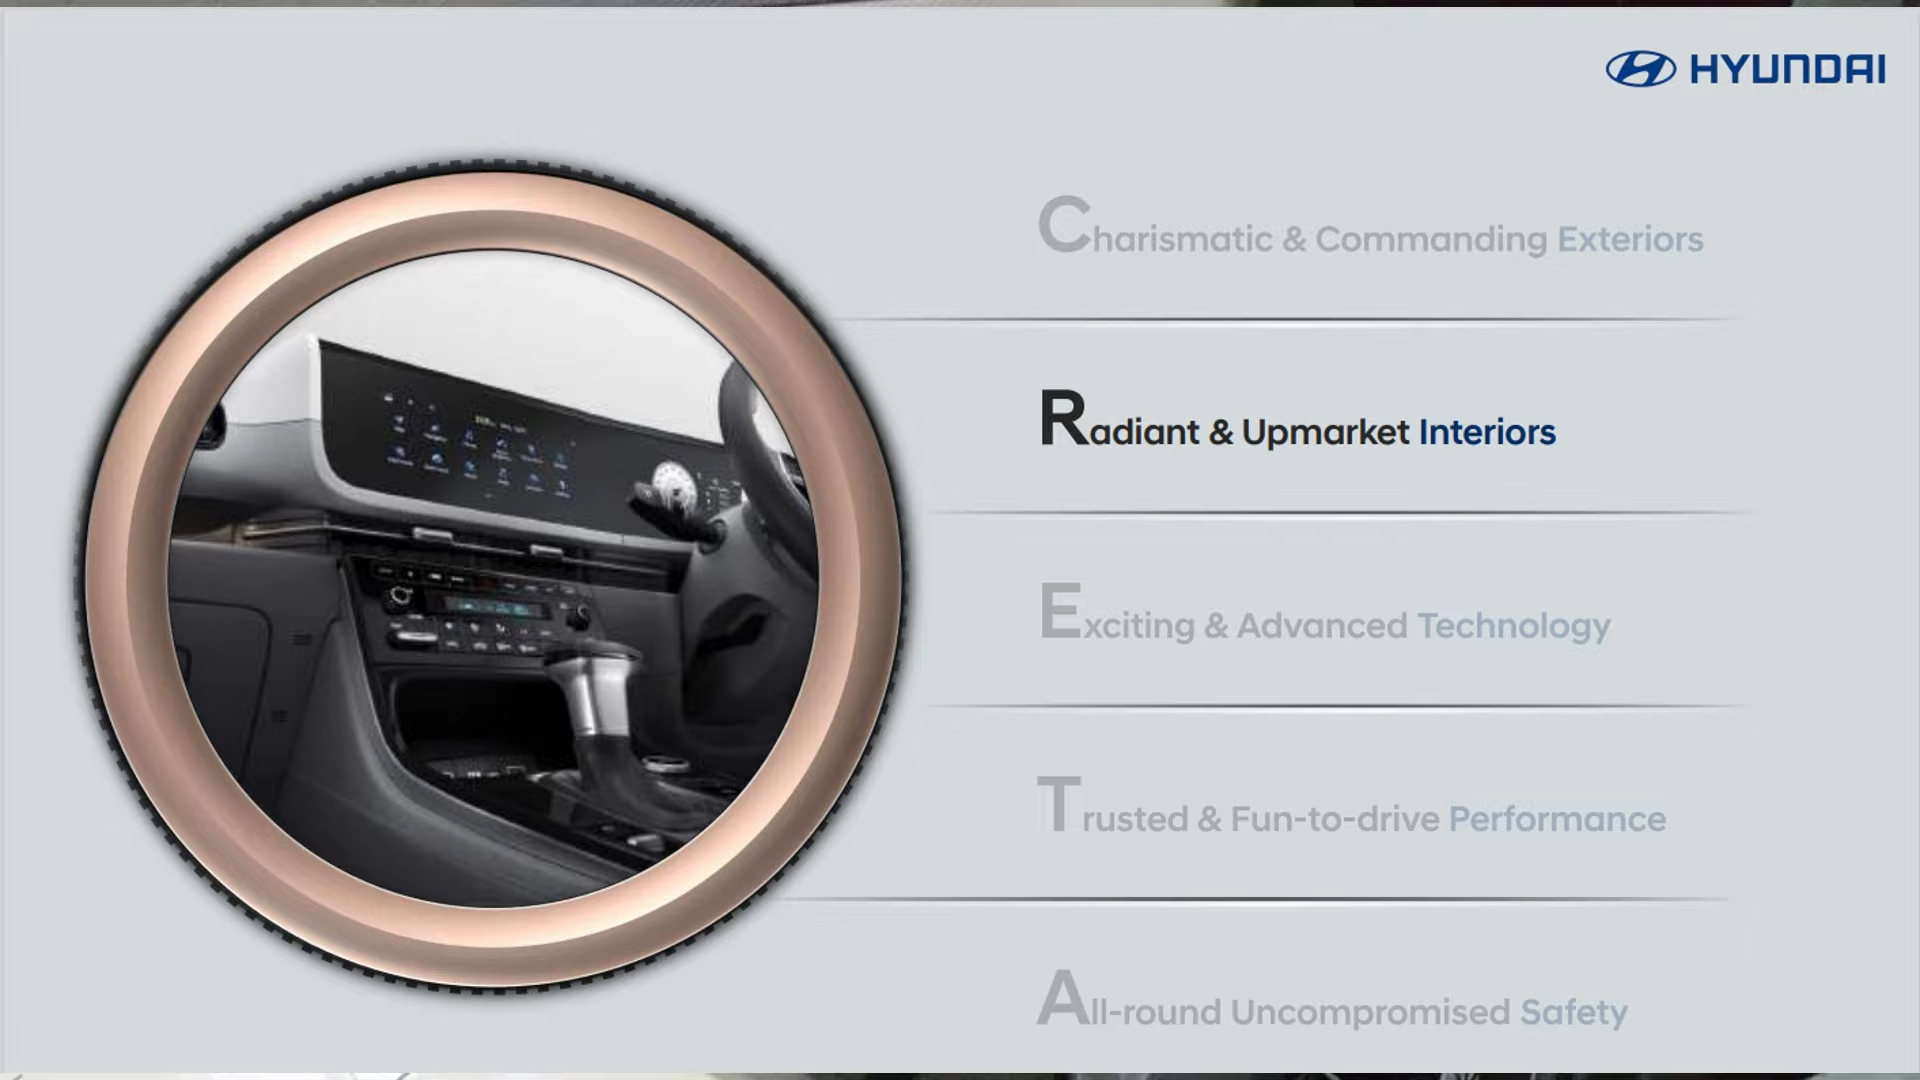 HYUNDAI
Charismatic & Commanding Exteriors
Radiant & Upmarket Interiors
Exciting & Advanced Technology
Trusted & Fun-to-drive Performance
All-round Uncompromised Safety